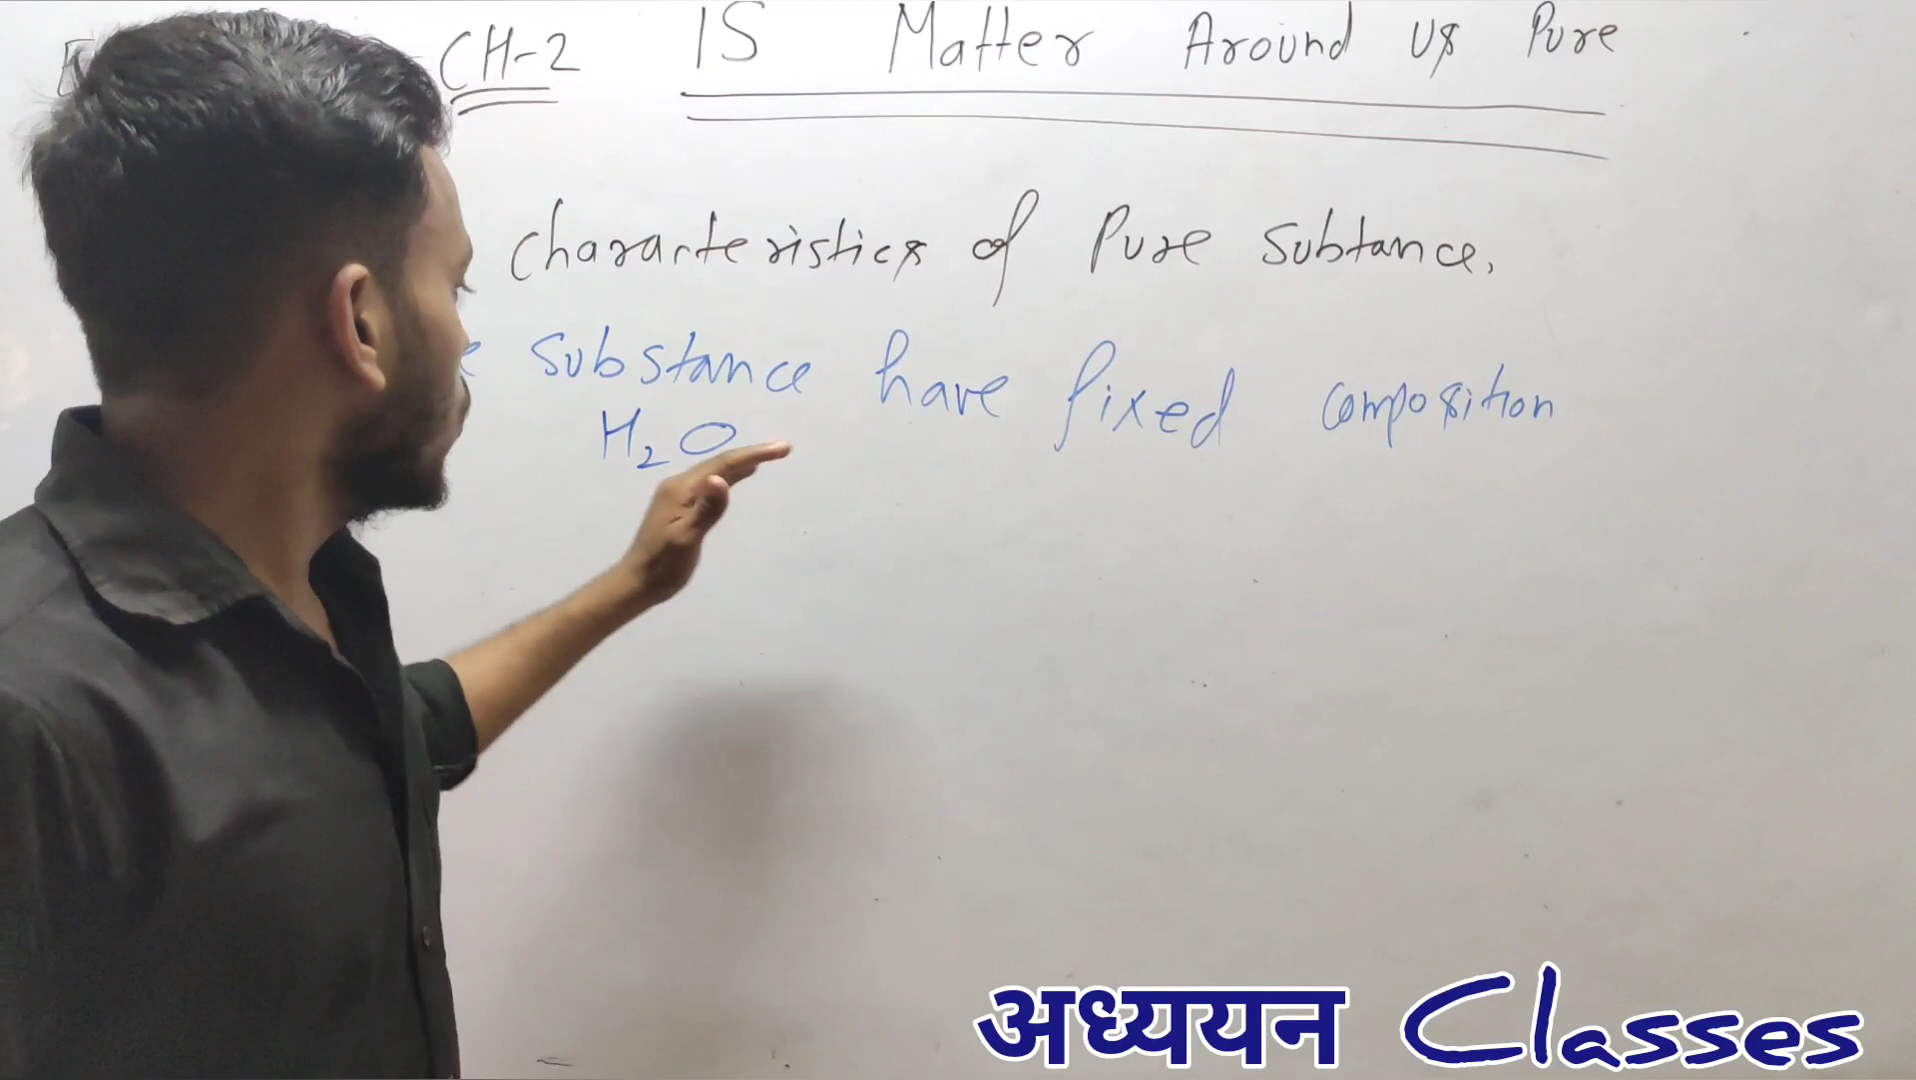 CH-2 IS Matter Around us Pure
Characteristics of Pure Subtance.
substance have fixed composition
H₂O
अध्ययन Classes